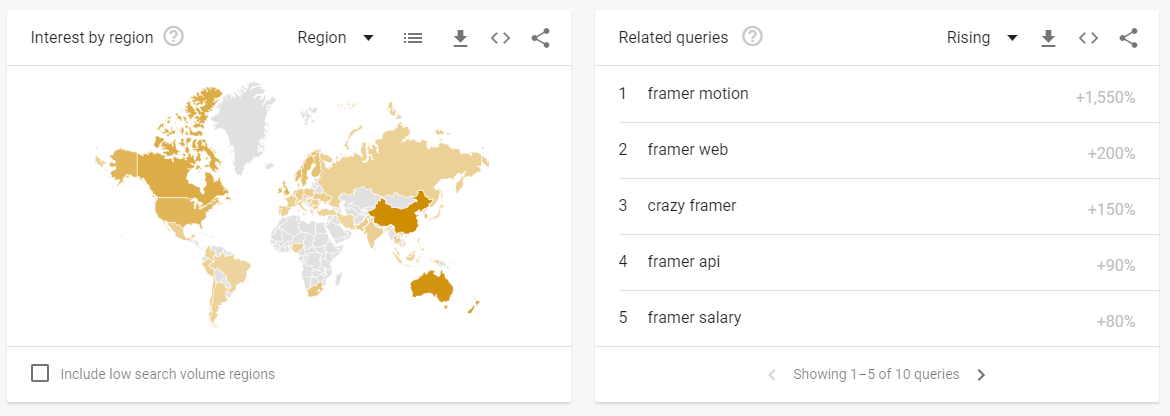 Interest by region
Region
Include low search volume regions
Related queries
Rising
1 framer motion +1,550%
2 framer web +200%
3 crazy framer +150%
4 framer api +90%
5 framer salary +80%
Showing 1–5 of 10 queries